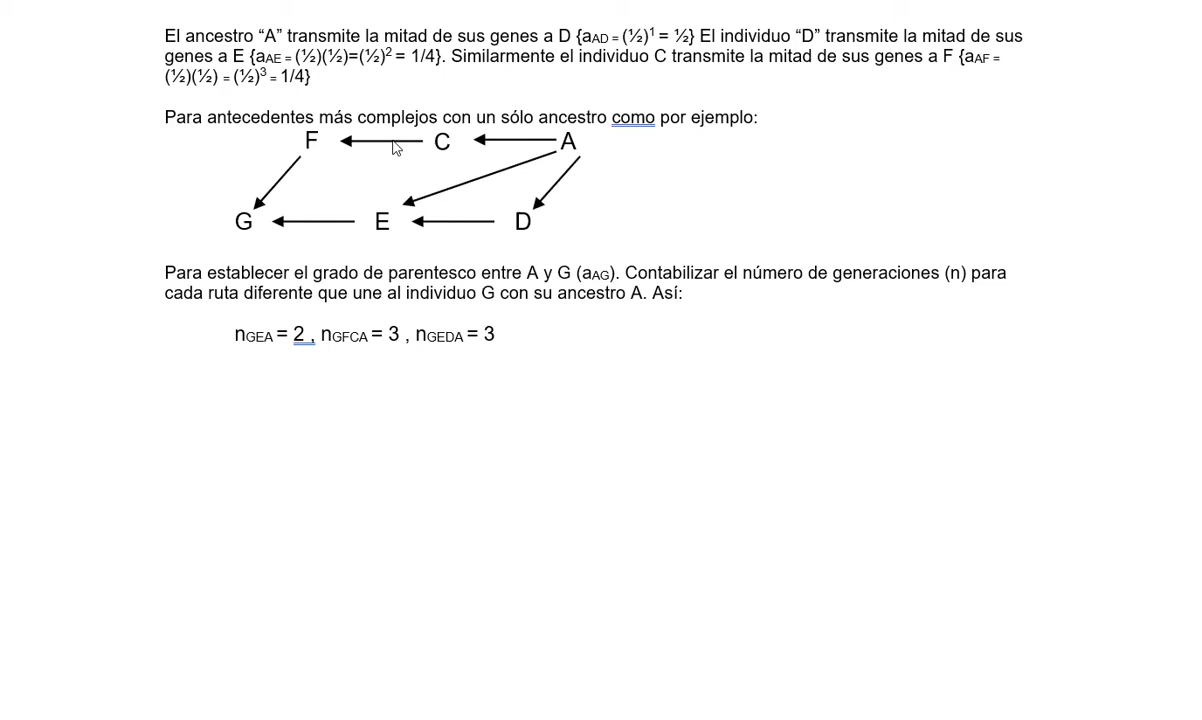 El ancestro “A” transmite la mitad de sus genes a D {aAD = (½)¹ = ½} El individuo “D” transmite la mitad de sus
genes a E {aAE = (½)(½)=(½)² = 1/4}. Similarmente el individuo C transmite la mitad de sus genes a F {aAF =
(½)(½) = (½)³ = 1/4}
Para antecedentes más complejos con un sólo ancestro como por ejemplo:
F C A
G E D
Para establecer el grado de parentesco entre A y G (aAG). Contabilizar el número de generaciones (n) para
cada ruta diferente que une al individuo G con su ancestro A. Así:
nGEA = 2 , nGFCA = 3 , nGEDA = 3